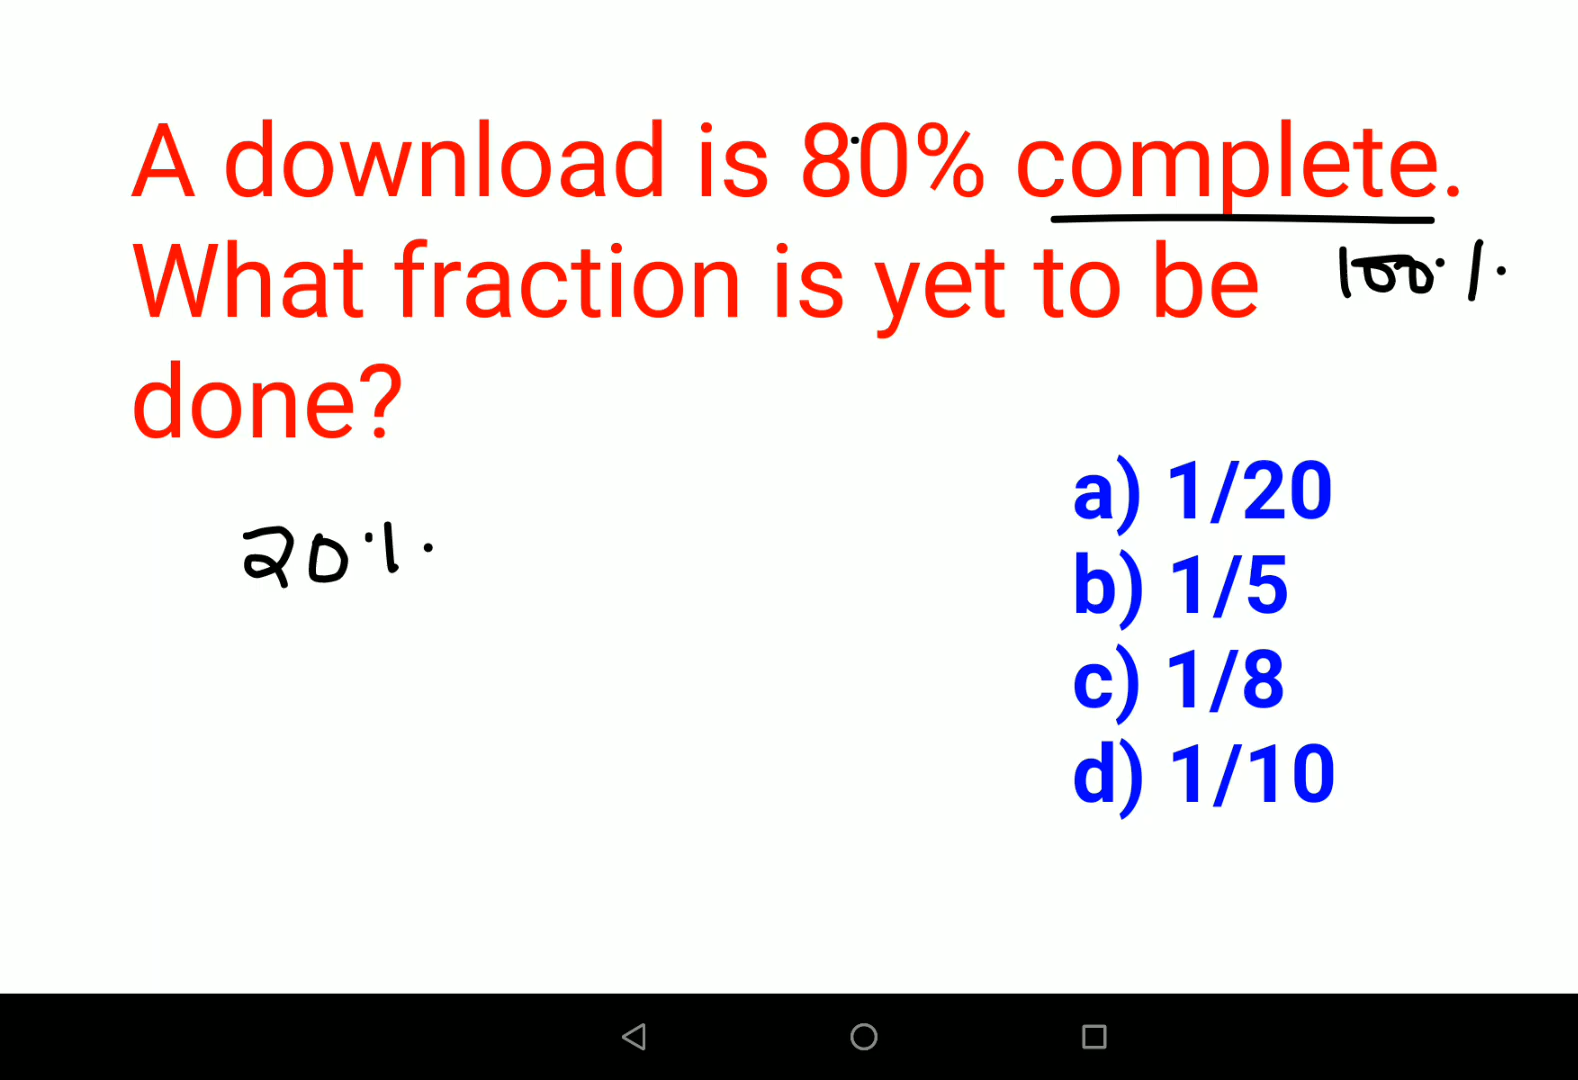 A download is 80% complete.
What fraction is yet to be 100%
done?
20%
a) 1/20
b) 1/5
c) 1/8
d) 1/10